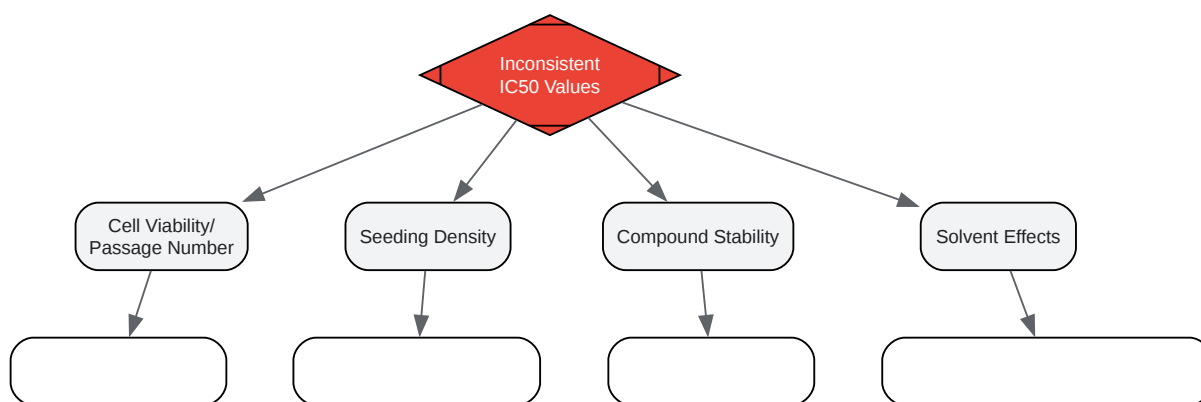 Inconsistent
IC50 Values
Cell Viability/
Passage Number
Seeding Density
Compound Stability
Solvent Effects